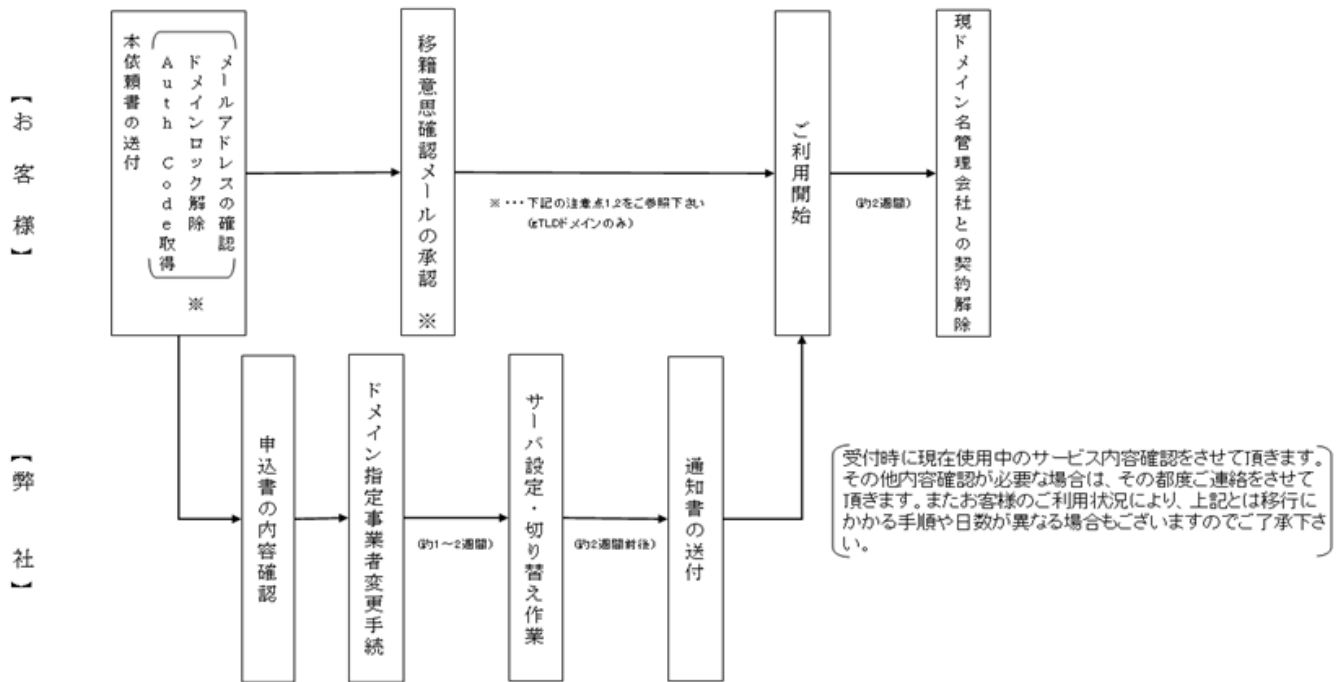 【お客様】
本依頼書の送付
メールアドレスの確認
ドメインロック解除
Auth Code取得
※
移籍意思確認メールの承認 ※
※・・・下記の注意点1,2をご参照下さい
(gTLDドメインのみ)
ご利用開始
(約2週間)
現ドメイン名管理会社との契約解除
【弊社】
申込書の内容確認
ドメイン指定事業者変更手続
(約1～2週間)
サーバ設定・切り替え作業
(約2週間前後)
通知書の送付
受付時に現在使用中のサービス内容確認をさせて頂きます。
その他内容確認が必要な場合は、その都度ご連絡をさせて
頂きます。またお客様のご利用状況により、上記とは移行に
かかる手順や日数が異なる場合もございますのでご了承下さ
い。